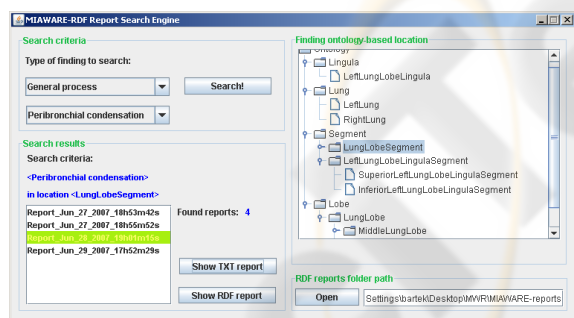 MIAWARE-RDF Report Search Engine
Search criteria
Type of finding to search:
General process
Search!
Peribronchial condensation
Search results
Search criteria:
<Peribronchial condensation>
in location <LungLobeSegment>
Report_Jun_27_2007_18h53m42s
Report_Jun_27_2007_18h55m52s
Report_Jun_28_2007_19h01m16s
Report_Jun_29_2007_17h52m29s
Found reports: 4
Show TXT report
Show RDF report
Finding ontology-based location
Ontology
Lingula
LeftLungLobeLingula
Lung
LeftLung
RightLung
Segment
LungLobeSegment
LeftLungLobeLingulaSegment
SuperiorLeftLungLobeLingulaSegment
InferiorLeftLungLobeLingulaSegment
Lobe
LungLobe
MiddleLungLobe
RDF reports folder path
Open
Settings\bartek\Desktop\MWR\MIAWARE-reports